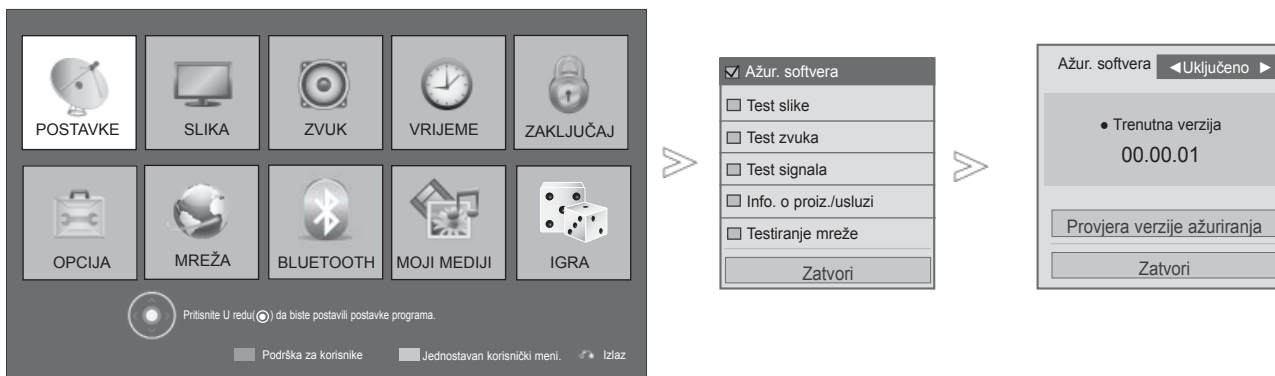 POSTAVKE
SLIKA
ZVUK
VRIJEME
ZAKLJUČAJ
OPCIJA
MREŽA
BLUETOOTH
MOJI MEDIJI
IGRA
Pritisnite U redu(◉) da biste postavili postavke programa.
Podrška za korisnike
Jednostavan korisnički meni.
Izlaz
Ažur. softvera
Test slike
Test zvuka
Test signala
Info. o proiz./usluzi
Testiranje mreže
Zatvori
Ažur. softvera ◄Uključeno ►
● Trenutna verzija
00.00.01
Provjera verzije ažuriranja
Zatvori